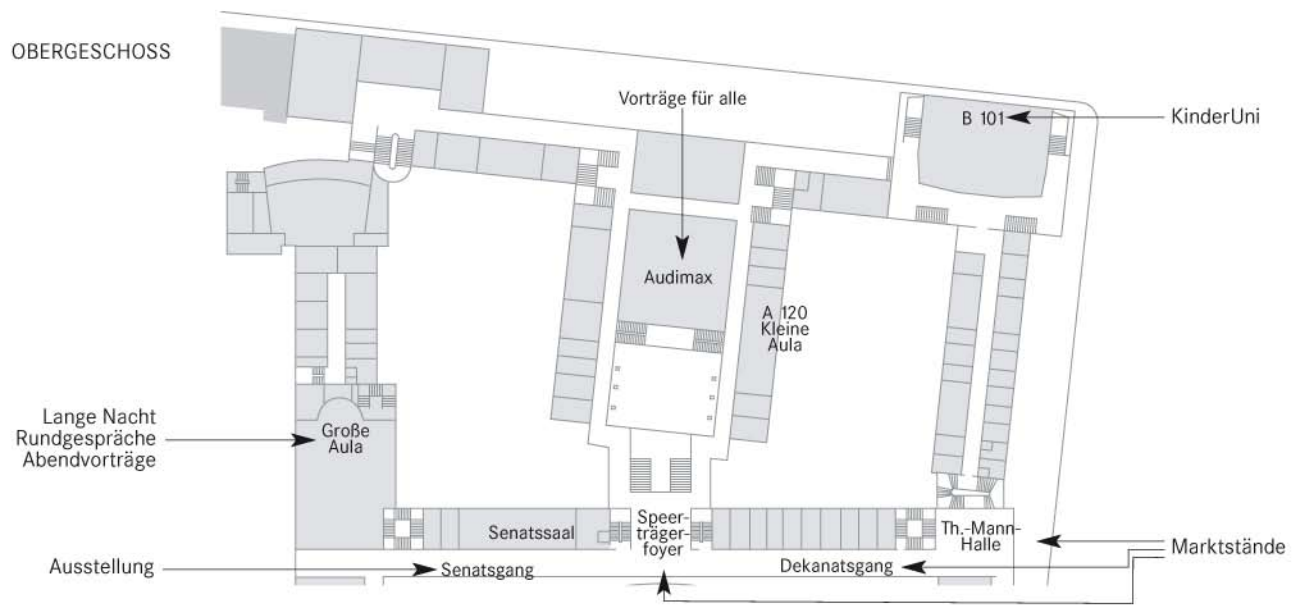 OBERGESCHOSS
Vorträge für alle
B 101
KinderUni
Audimax
A 120
Kleine
Aula
Lange Nacht
Rundgespräche
Abendvorträge
Große
Aula
Senatssaal
Speer-
träger-
foyer
Th.-Mann-
Halle
Marktstände
Ausstellung
Senatsgang
Dekanatsgang